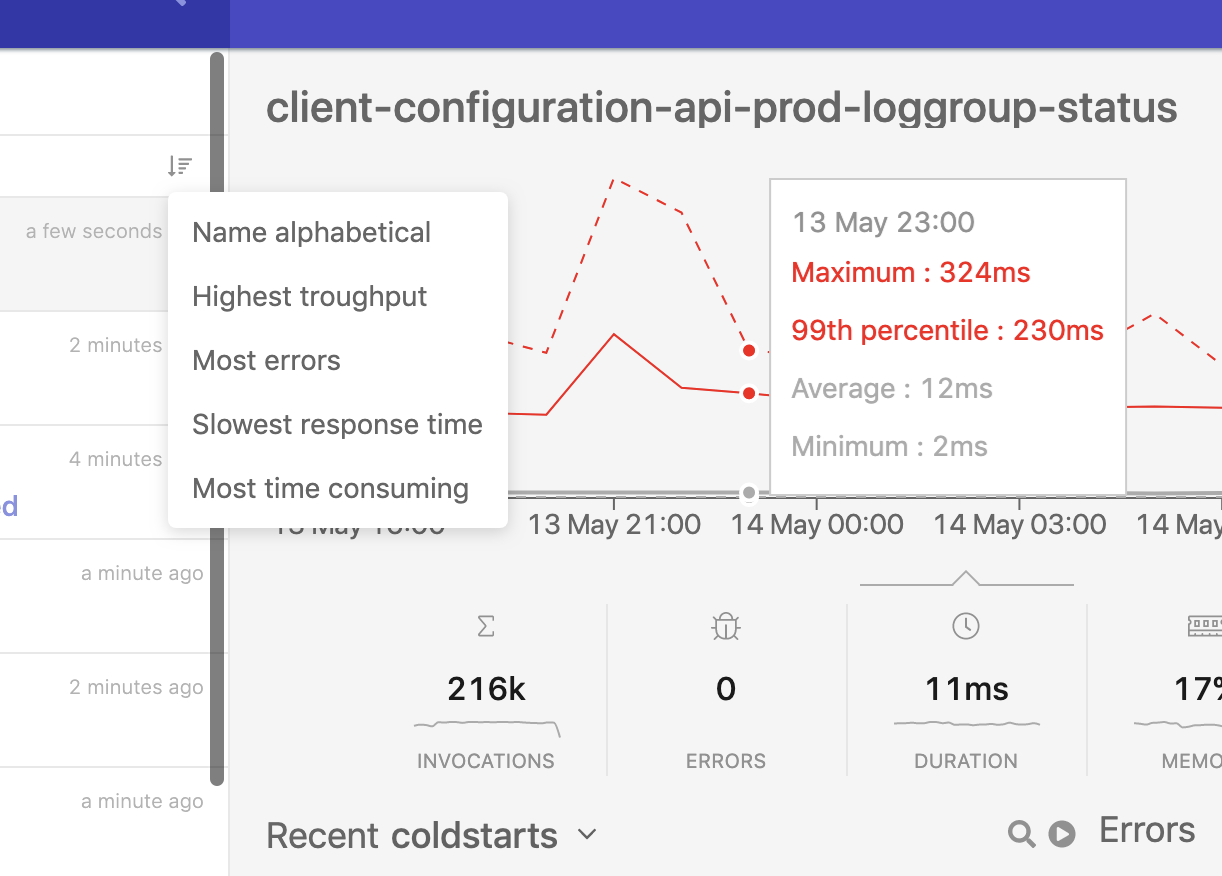 client-configuration-api-prod-loggroup-status
a few seconds
2 minutes
4 minutes
a minute ago
2 minutes ago
a minute ago
Name alphabetical
Highest troughput
Most errors
Slowest response time
Most time consuming
13 May 23:00
Maximum : 324ms
99th percentile : 230ms
Average : 12ms
Minimum : 2ms
13 May 21:00
14 May 00:00
14 May 03:00
14 May
216k
INVOCATIONS
0
ERRORS
11ms
DURATION
17%
MEMO
Recent coldstarts
Errors